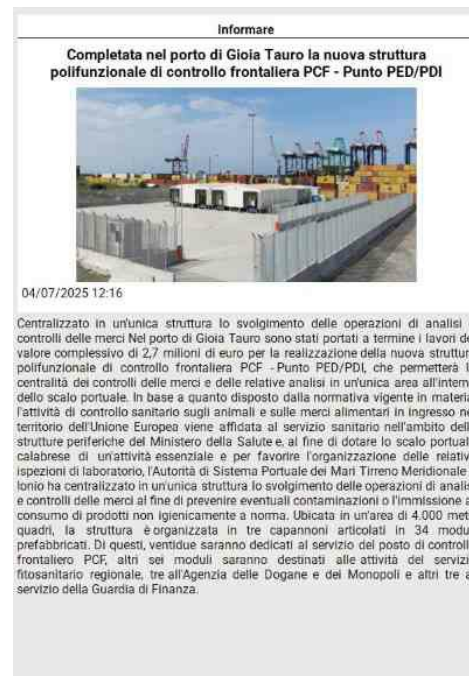 Informare
Completata nel porto di Gioia Tauro la nuova struttura
polifunzionale di controllo frontaliera PCF - Punto PED/PDI
04/07/2025 12:16
Centralizzato in un'unica struttura lo svolgimento delle operazioni di analisi
controlli delle merci Nel porto di Gioia Tauro sono stati portati a termine i lavori de
valore complessivo di 2,7 milioni di euro per la realizzazione della nuova struttur
polifunzionale di controllo frontaliera PCF - Punto PED/PDI, che permetterà l
centralità dei controlli delle merci e delle relative analisi in un'unica area all'intern
dello scalo portuale. In base a quanto disposto dalla normativa vigente in materia
l'attività di controllo sanitario sugli animali e sulle merci alimentari in ingresso ne
territorio dell'Unione Europea viene affidata al servizio sanitario nell'ambito dell
strutture periferiche del Ministero della Salute e, al fine di dotare lo scalo portual
calabrese di un'attività essenziale e per favorire l'organizzazione delle relativ
ispezioni di laboratorio, l'Autorità di Sistema Portuale dei Mari Tirreno Meridionale
Ionio ha centralizzato in un'unica struttura lo svolgimento delle operazioni di analis
e controlli delle merci al fine di prevenire eventuali contaminazioni o l'immissione a
consumo di prodotti non igienicamente a norma. Ubicata in un'area di 4.000 met
quadri, la struttura è organizzata in tre capannoni articolati in 34 modu
prefabbricati. Di questi, ventidue saranno dedicati al servizio del posto di controll
frontaliero PCF, altri sei moduli saranno destinati alle attività del servizi
fitosanitario regionale, tre all'Agenzia delle Dogane e dei Monopoli e altri tre a
servizio della Guardia di Finanza.